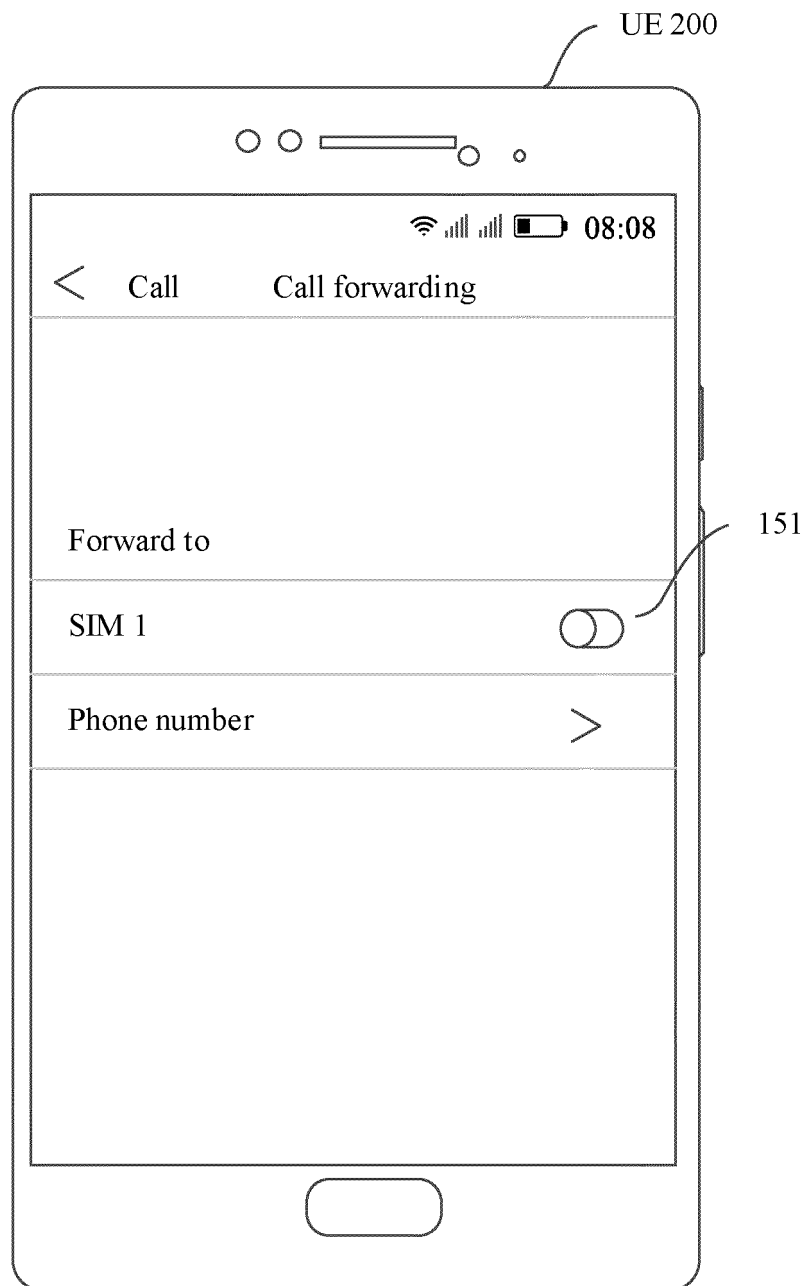 UE 200
08:08
Call Call forwarding
Forward to
151
SIM 1
Phone number